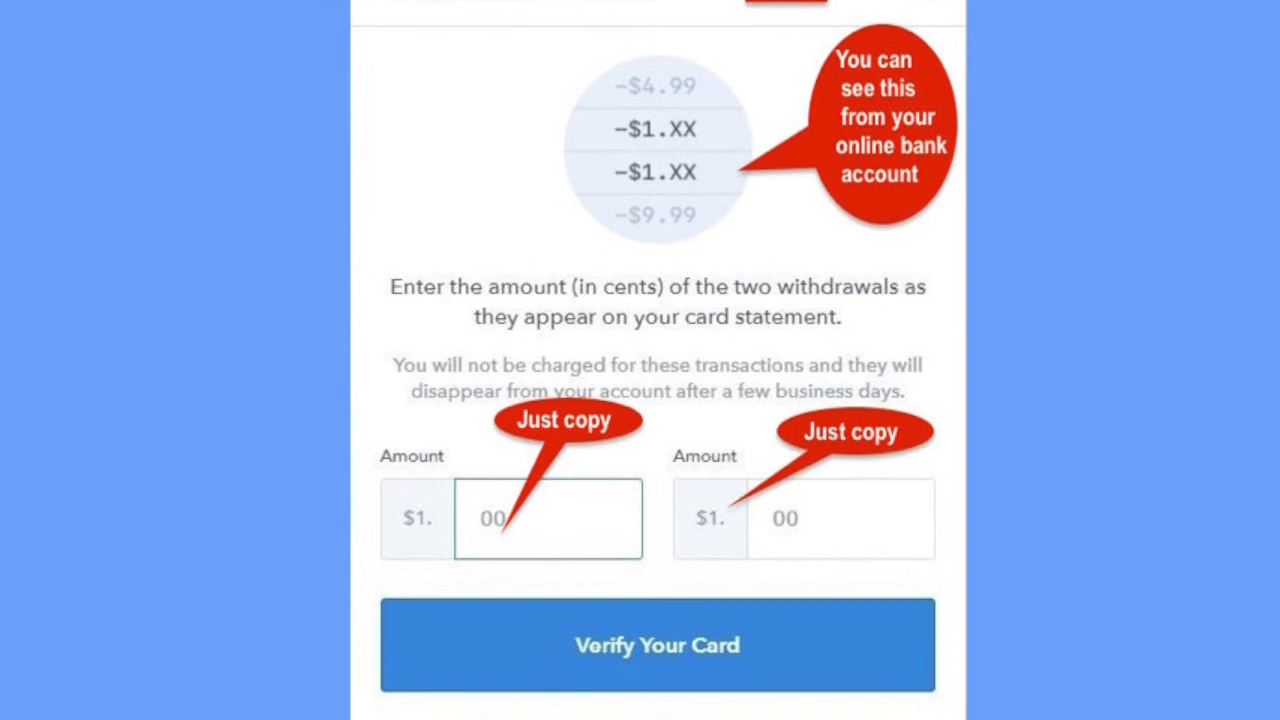 -$4.99
-$1.XX
-$1.XX
-$9.99
You can
see this
from your
online bank
account
Enter the amount (in cents) of the two withdrawals as
they appear on your card statement.
You will not be charged for these transactions and they will
disappear from your account after a few business days.
Just copy
Just copy
Amount
Amount
$1.
00
$1.
00
Verify Your Card